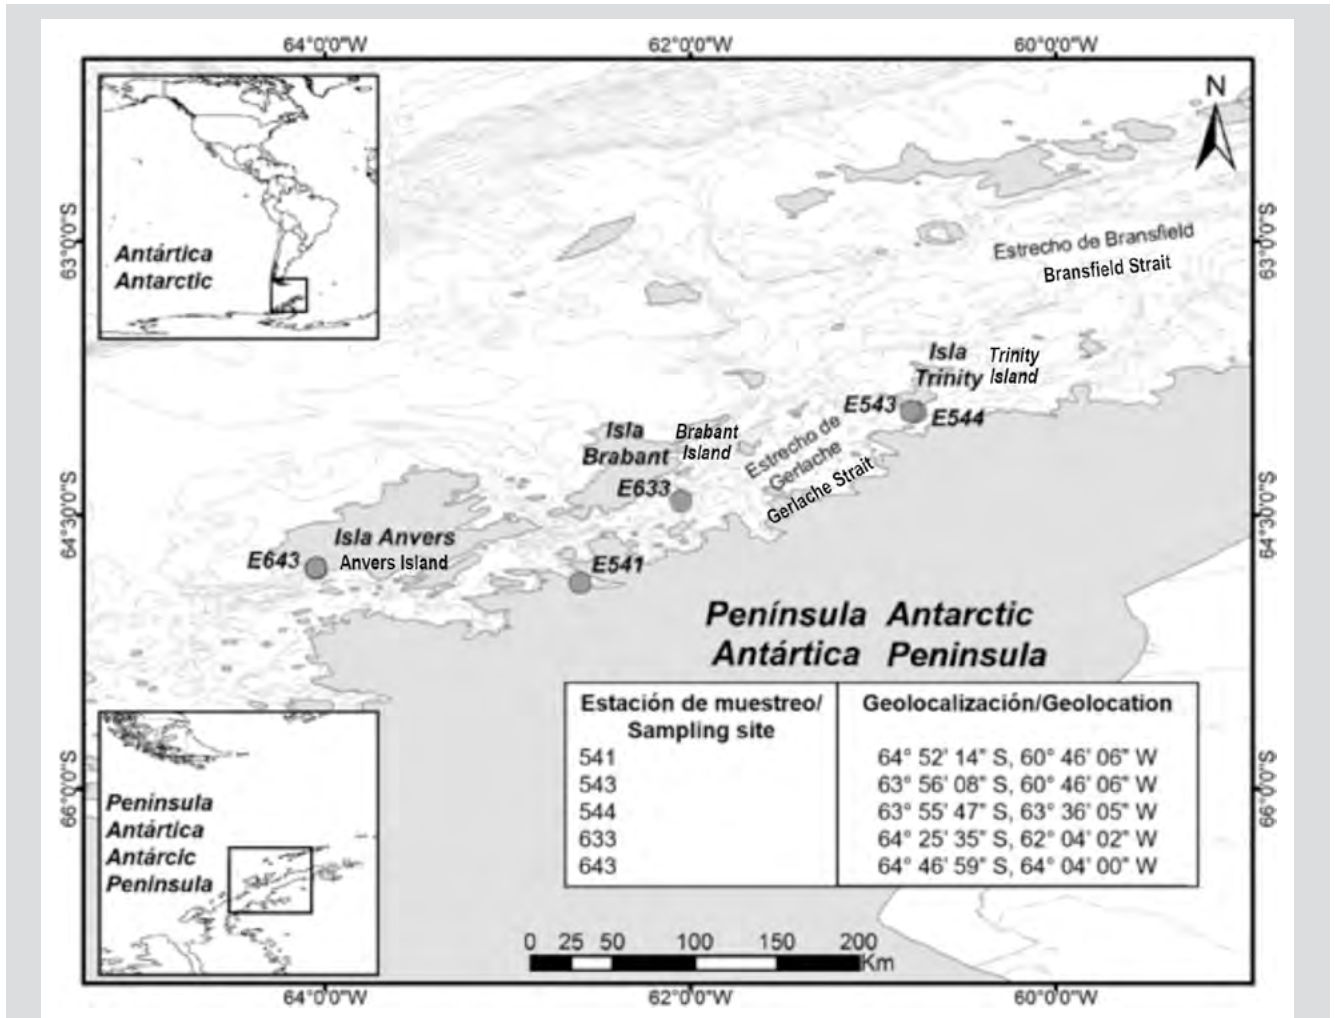 64°0'0"W 62°0'0"W 60°0'0"W
N
63°0'0"S
63°0'0"S
Antártica
Antarctic
Estrecho de Bransfield
Bransfield Strait
Isla
Trinity
Trinity
Island
E543
E544
Isla
Brabant
Brabant
Island
Estrecho de
Gerlache
Gerlache Strait
E633
64°30'0"S
64°30'0"S
Isla Anvers
Anvers Island
E643
E541
Península Antarctic
Antártica Peninsula
Estación de muestreo/ Geolocalización/Geolocation
Sampling site
541 64° 52' 14" S, 60° 46' 06" W
543 63° 56' 08" S, 60° 46' 06" W
544 63° 55' 47" S, 63° 36' 05" W
633 64° 25' 35" S, 62° 04' 02" W
643 64° 46' 59" S, 64° 04' 00" W
66°0'0"S
66°0'0"S
Península
Antártica
Antárcic
Peninsula
0 25 50 100 150 200
Km
64°0'0"W 62°0'0"W 60°0'0"W